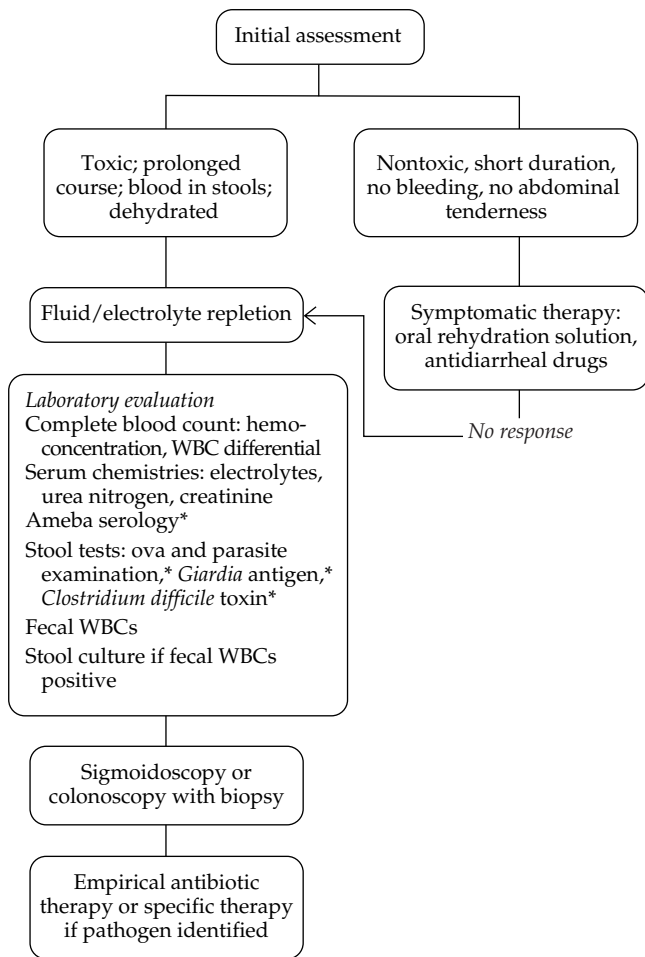 Initial assessment
Toxic; prolonged
course; blood in stools;
dehydrated
Nontoxic, short duration,
no bleeding, no abdominal
tenderness
Fluid/electrolyte repletion
Symptomatic therapy:
oral rehydration solution,
antidiarrheal drugs
No response
Laboratory evaluation
Complete blood count: hemo-
concentration, WBC differential
Serum chemistries: electrolytes,
urea nitrogen, creatinine
Ameba serology*
Stool tests: ova and parasite
examination,* Giardia antigen,*
Clostridium difficile toxin*
Fecal WBCs
Stool culture if fecal WBCs
positive
Sigmoidoscopy or
colonoscopy with biopsy
Empirical antibiotic
therapy or specific therapy
if pathogen identified